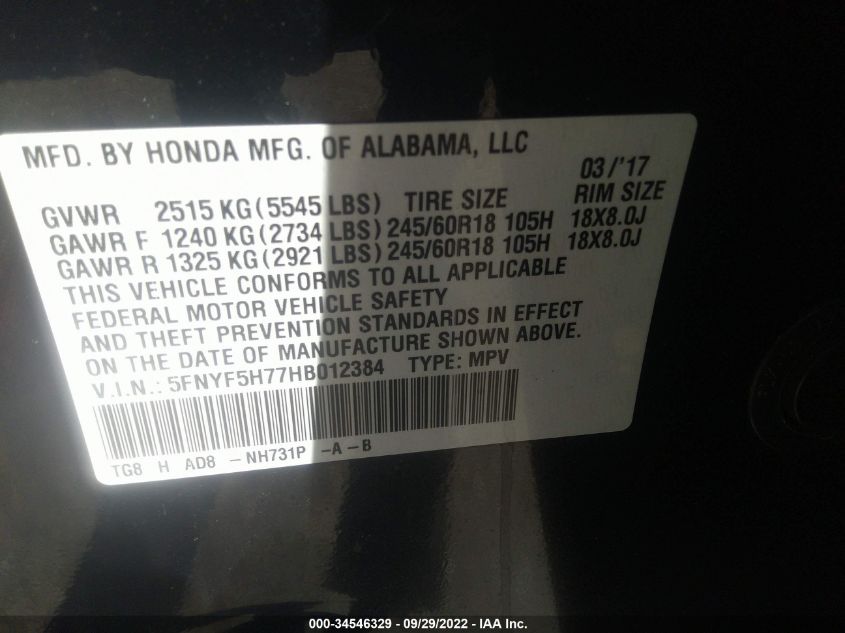 MFD. BY HONDA MFG. OF ALABAMA, LLC
03/'17
GVWR 2515 KG(5545 LBS) TIRE SIZE RIM SIZE
GAWR F 1240 KG(2734 LBS) 245/60R18 105H 18X8.0J
GAWR R 1325 KG(2921 LBS) 245/60R18 105H 18X8.0J
THIS VEHICLE CONFORMS TO ALL APPLICABLE
FEDERAL MOTOR VEHICLE SAFETY
AND THEFT PREVENTION STANDARDS IN EFFECT
ON THE DATE OF MANUFACTURE SHOWN ABOVE.
V.I.N.: 5FNYF5H77HB012384 TYPE: MPV
TG8 H AD8 -NH731P -A-B
000-34546329 - 09/29/2022 - IAA Inc.